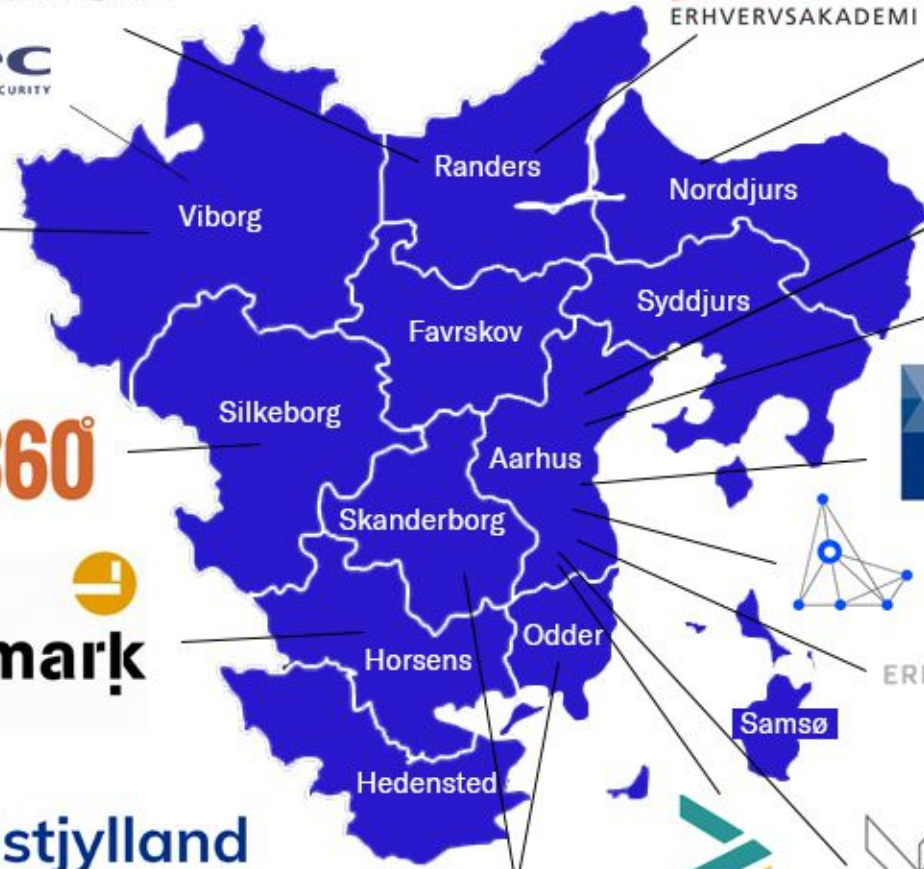 ERHVERVSAKADEMI
Randers
Norddjurs
Viborg
Syddjurs
Favrskov
Silkeborg
360°
Aarhus
Skanderborg
mark
Odder
Horsens
Samsø
Hedensted
stjylland